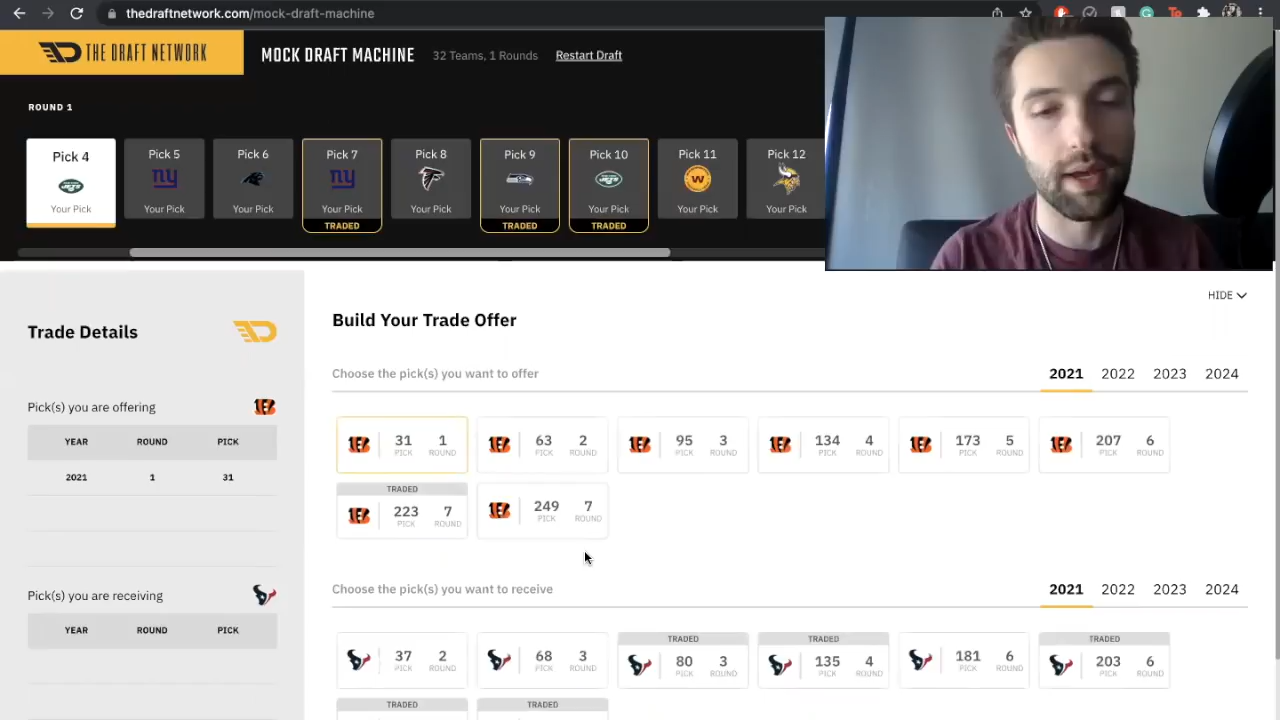 thedraftnetwork.com/mock-draft-machine
THE DRAFT NETWORK
MOCK DRAFT MACHINE
32 Teams, 1 Rounds
Restart Draft
ROUND 1
Pick 4
Your Pick
Pick 5
Your Pick
Pick 6
Your Pick
Pick 7
Your Pick
TRADED
Pick 8
Your Pick
Pick 9
Your Pick
TRADED
Pick 10
Your Pick
TRADED
Pick 11
Your Pick
Pick 12
Your Pick
HIDE
Trade Details
Pick(s) you are offering
YEAR ROUND PICK
2021 1 31
Pick(s) you are receiving
YEAR ROUND PICK
Build Your Trade Offer
Choose the pick(s) you want to offer
2021 2022 2023 2024
31 1
PICK ROUND
63 2
PICK ROUND
95 3
PICK ROUND
134 4
PICK ROUND
173 5
PICK ROUND
207 6
PICK ROUND
TRADED
223 7
PICK ROUND
249 7
PICK ROUND
Choose the pick(s) you want to receive
2021 2022 2023 2024
37 2
PICK ROUND
68 3
PICK ROUND
TRADED
80 3
PICK ROUND
TRADED
135 4
PICK ROUND
181 6
PICK ROUND
TRADED
203 6
PICK ROUND
TRADED
TRADED